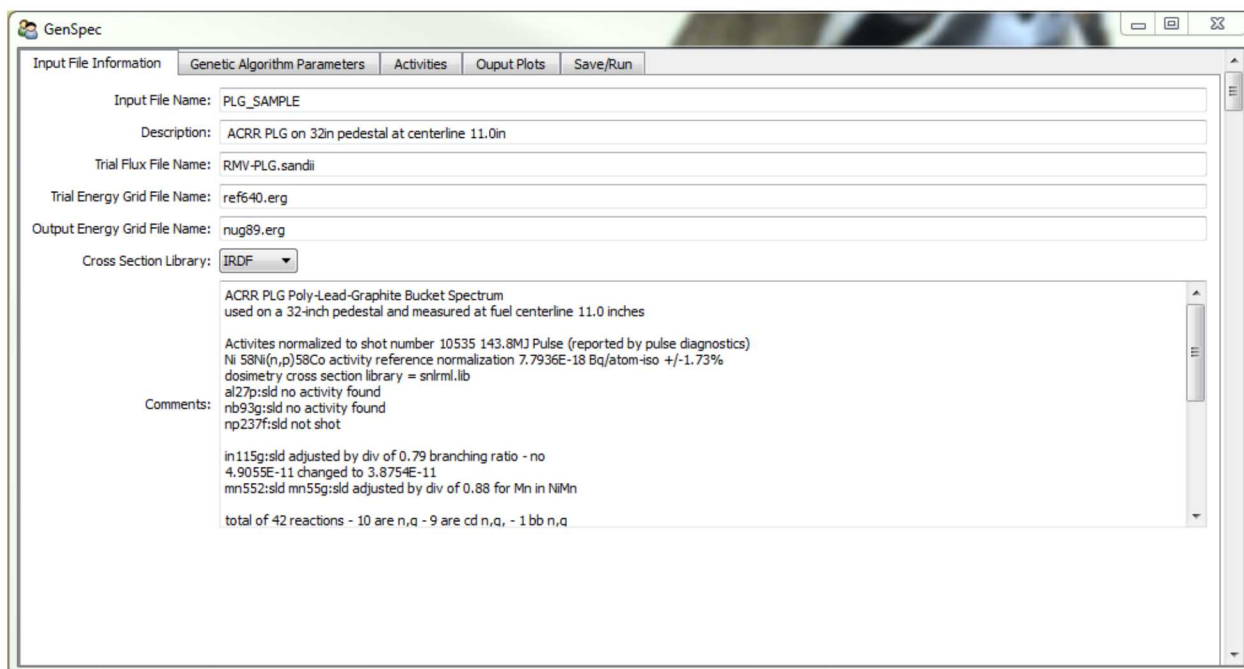 GenSpec
Input File Information Genetic Algorithm Parameters Activities Ouput Plots Save/Run
Input File Name: PLG_SAMPLE
Description: ACRR PLG on 32in pedestal at centerline 11.0in
Trial Flux File Name: RMV-PLG.sandii
Trial Energy Grid File Name: ref640.erg
Output Energy Grid File Name: nug89.erg
Cross Section Library: IRDF
Comments:
ACRR PLG Poly-Lead-Graphite Bucket Spectrum
used on a 32-inch pedestal and measured at fuel centerline 11.0 inches
Activites normalized to shot number 10535 143.8MJ Pulse (reported by pulse diagnostics)
Ni 58Ni(n,p)58Co activity reference normalization 7.7936E-18 Bq/atom-iso +/-1.73%
dosimetry cross section library = snlrml.lib
al27p:sld no activity found
nb93g:sld no activity found
np237f:sld not shot
in115g:sld adjusted by div of 0.79 branching ratio - no
4.9055E-11 changed to 3.8754E-11
mn552:sld mn55g:sld adjusted by div of 0.88 for Mn in NiMn
total of 42 reactions - 10 are n,g - 9 are cd n,g, - 1 bb n,g